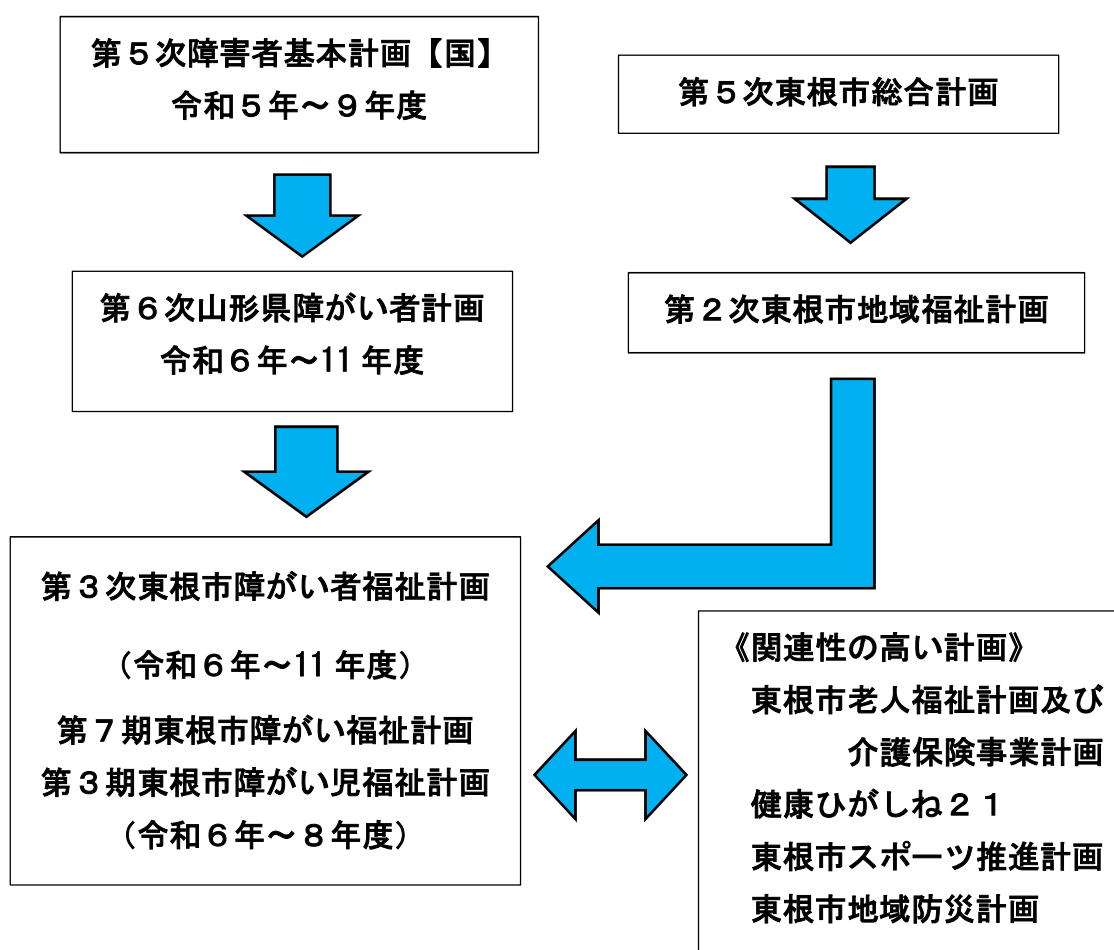 第５次障害者基本計画【国】
令和５年～９年度
第５次東根市総合計画
第６次山形県障がい者計画
令和６年～11年度
第２次東根市地域福祉計画
第３次東根市障がい者福祉計画
（令和６年～11年度）
第７期東根市障がい福祉計画
第３期東根市障がい児福祉計画
（令和６年～８年度）
《関連性の高い計画》
東根市老人福祉計画及び
介護保険事業計画
健康ひがしね２１
東根市スポーツ推進計画
東根市地域防災計画